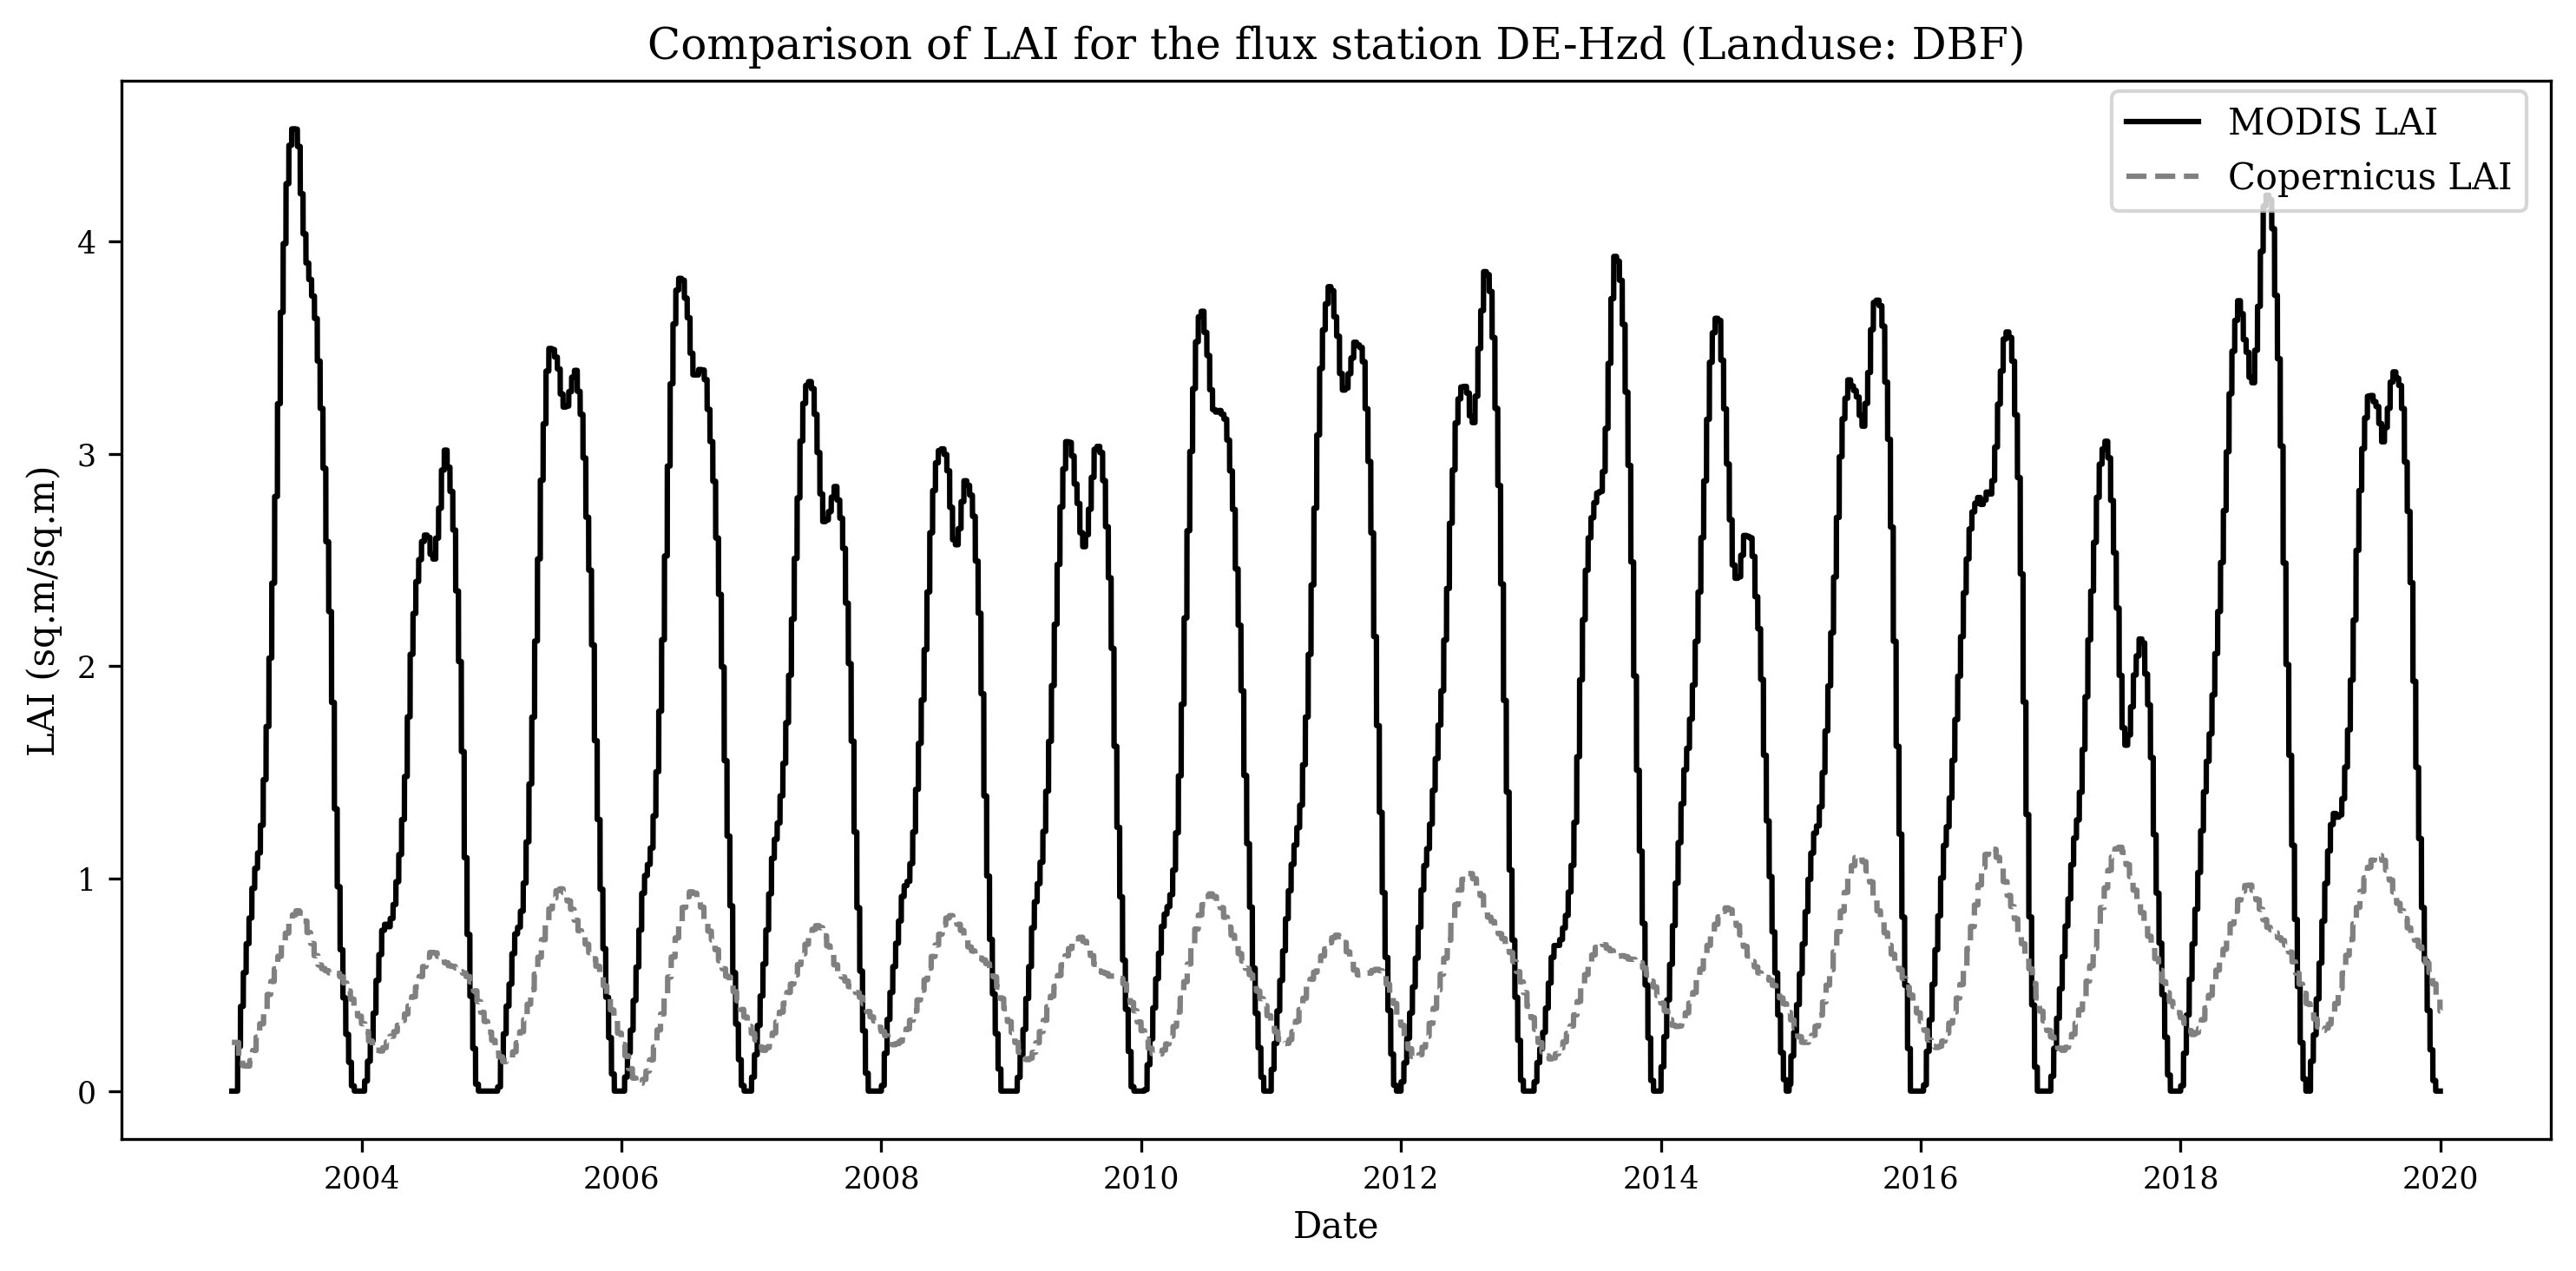 Comparison of LAI for the flux station DE-Hzd (Landuse: DBF)
MODIS LAI
Copernicus LAI
LAI (sq.m/sq.m)
4
3
2
1
0
2004 2006 2008 2010 2012 2014 2016 2018 2020
Date